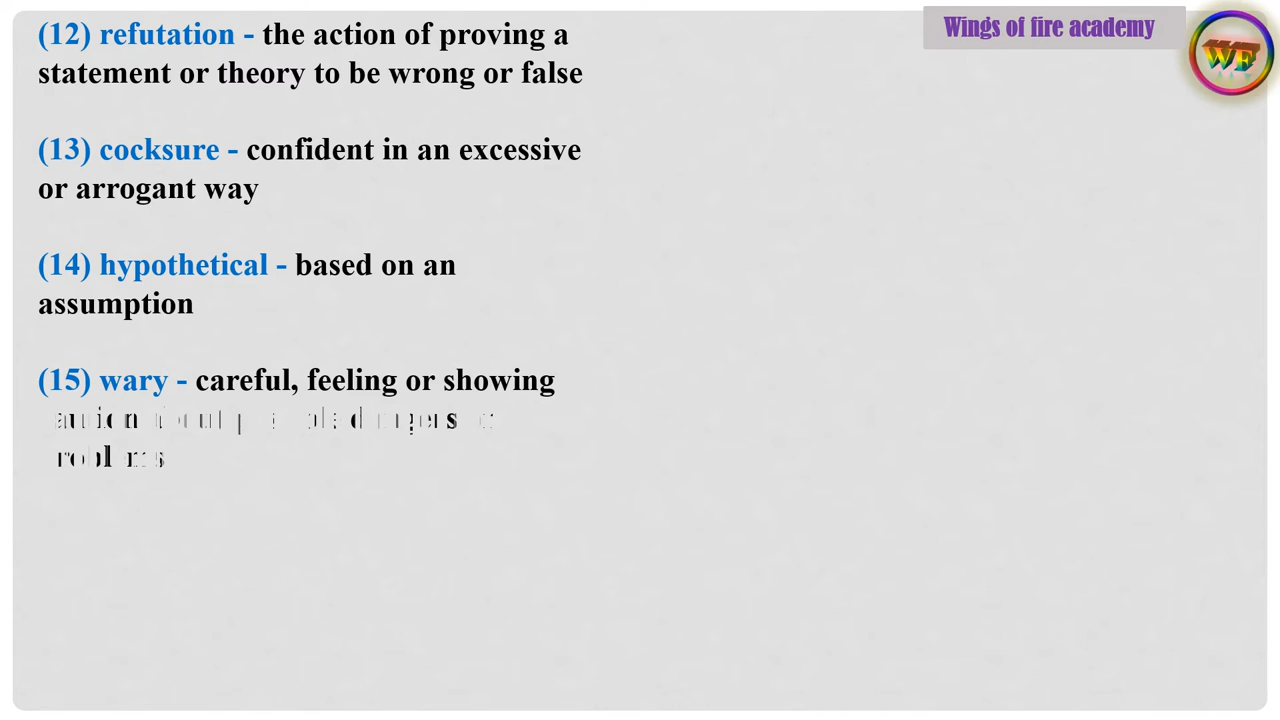 (12) refutation - the action of proving a
statement or theory to be wrong or false
(13) cocksure - confident in an excessive
or arrogant way
(14) hypothetical - based on an
assumption
(15) wary - careful, feeling or showing
Wings of fire academy
WF